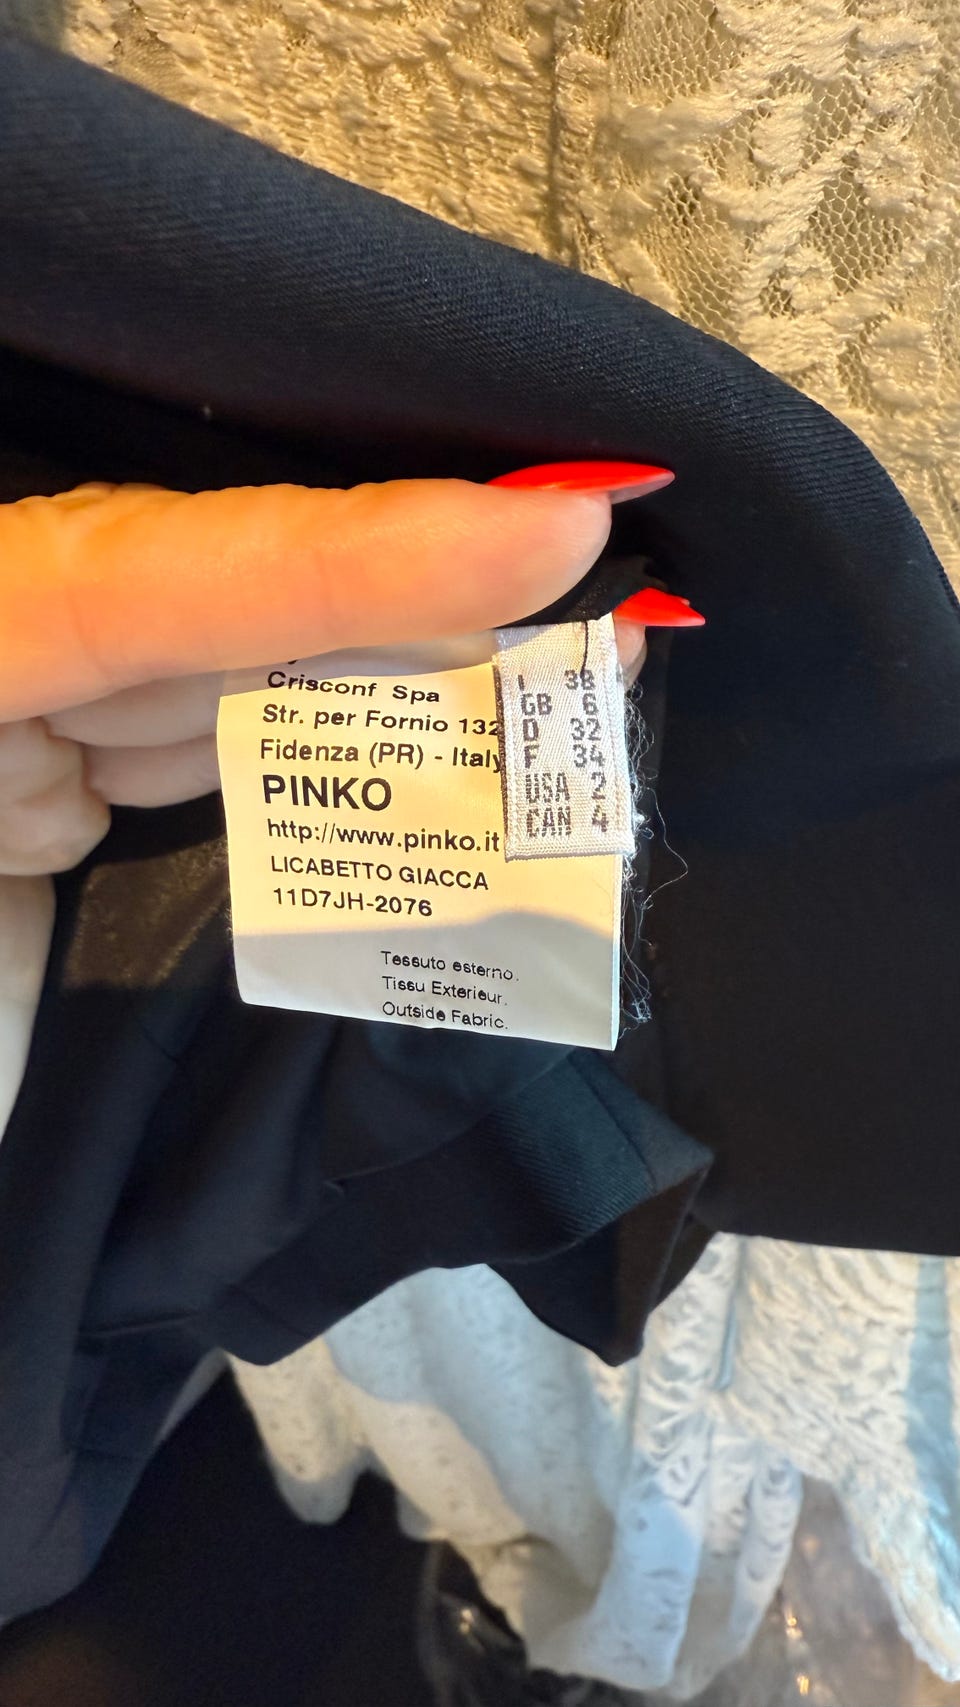 Crisconf Spa
Str. per Fornio 132
Fidenza (PR) - Italy
PINKO
http://www.pinko.it
LICABETTO GIACCA
11D7JH-2076
Tessuto esterno.
Tissu Exterieur.
Outside Fabric.
I 38
GB 6
D 32
F 34
USA 2
CAN 4